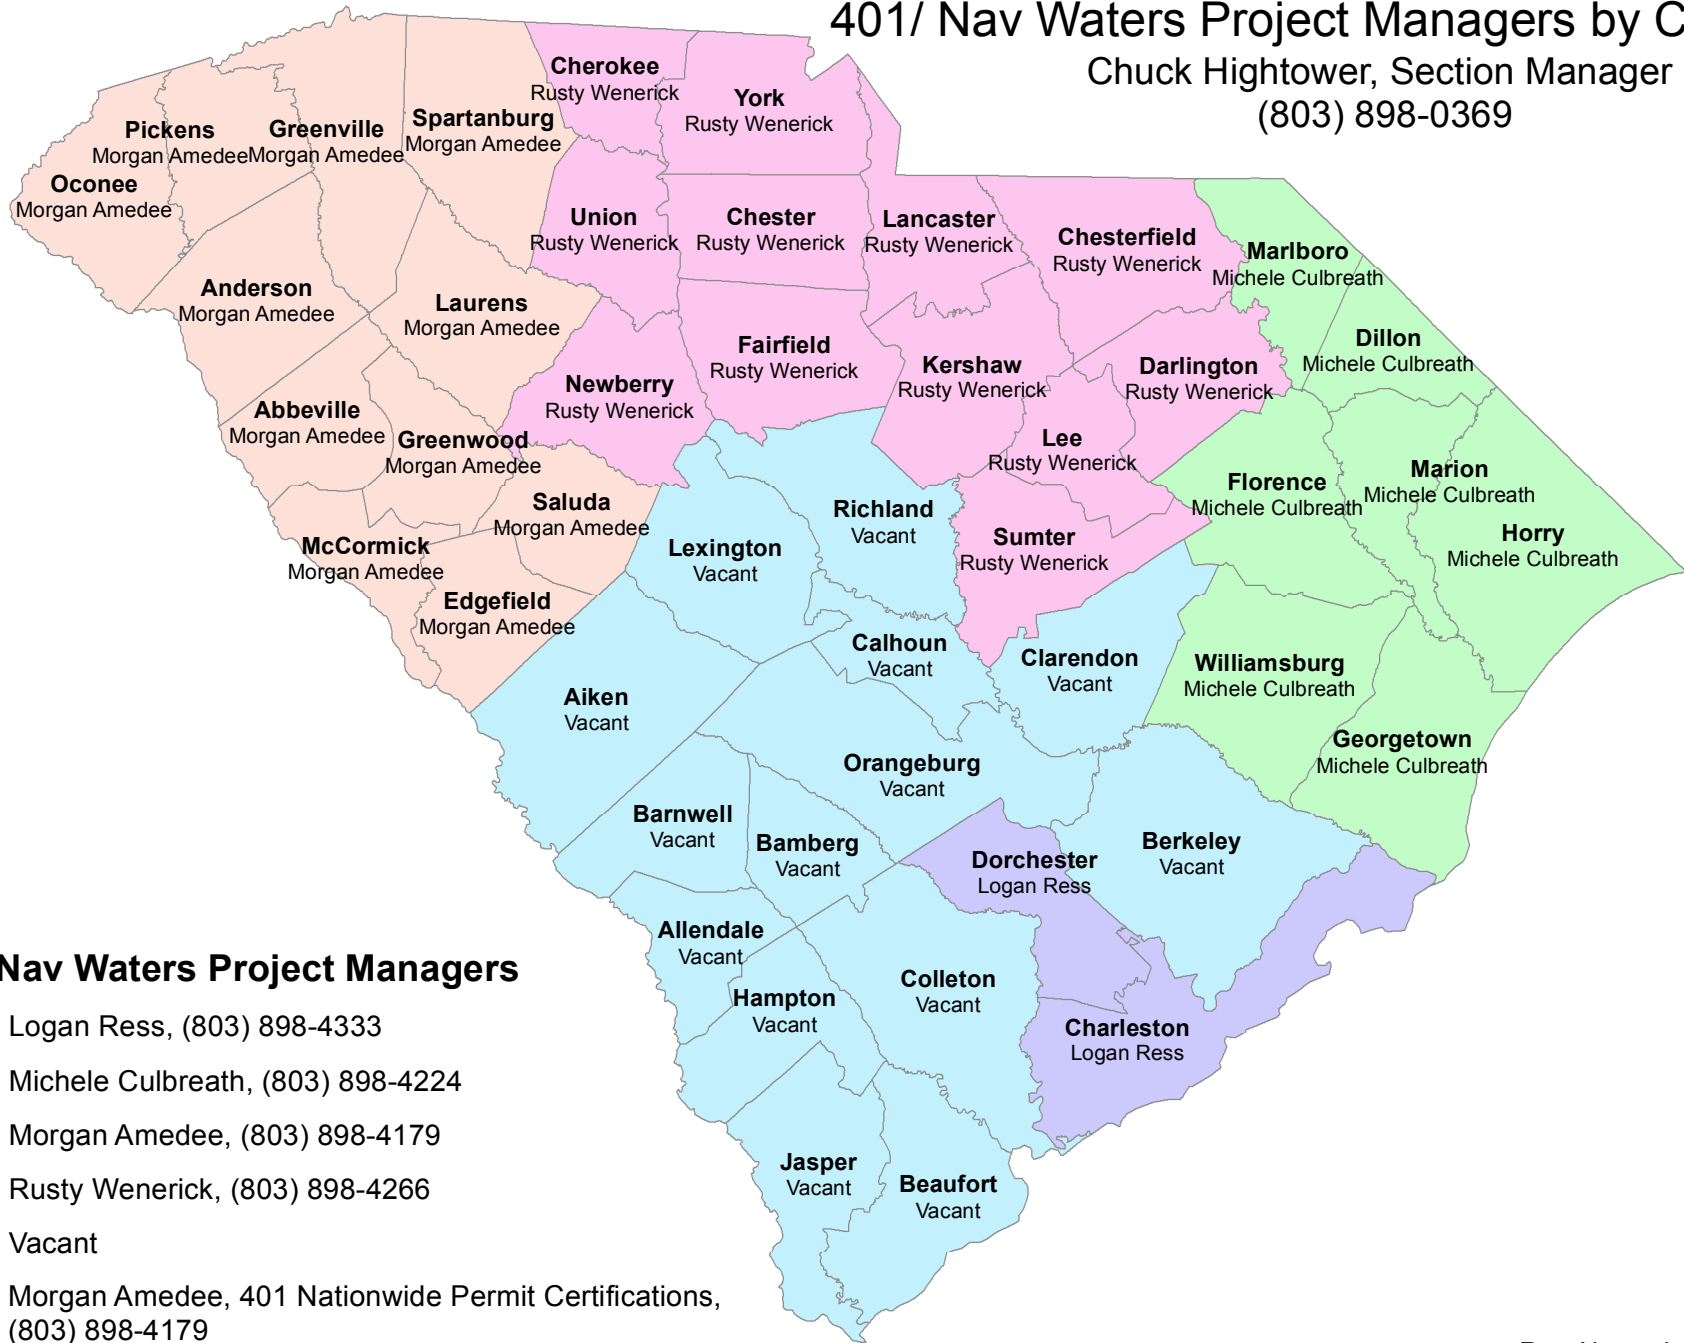 401/ Nav Waters Project Managers by C
Chuck Hightower, Section Manager
(803) 898-0369
Cherokee
Rusty Wenerick
York
Rusty Wenerick
Spartanburg
Morgan Amedee
Greenville
Morgan Amedee
Pickens
Morgan Amedee
Oconee
Morgan Amedee
Union
Rusty Wenerick
Chester
Rusty Wenerick
Lancaster
Rusty Wenerick
Chesterfield
Rusty Wenerick
Marlboro
Michele Culbreath
Anderson
Morgan Amedee
Laurens
Morgan Amedee
Fairfield
Rusty Wenerick
Kershaw
Rusty Wenerick
Darlington
Rusty Wenerick
Dillon
Michele Culbreath
Newberry
Rusty Wenerick
Abbeville
Morgan Amedee
Greenwood
Morgan Amedee
Lee
Rusty Wenerick
Florence
Michele Culbreath
Marion
Michele Culbreath
Saluda
Morgan Amedee
Richland
Vacant
Lexington
Vacant
Sumter
Rusty Wenerick
Horry
Michele Culbreath
McCormick
Morgan Amedee
Edgefield
Morgan Amedee
Calhoun
Vacant
Clarendon
Vacant
Williamsburg
Michele Culbreath
Aiken
Vacant
Georgetown
Michele Culbreath
Orangeburg
Vacant
Barnwell
Vacant
Bamberg
Vacant
Dorchester
Logan Ress
Berkeley
Vacant
Allendale
Vacant
Hampton
Vacant
Colleton
Vacant
Charleston
Logan Ress
Jasper
Vacant
Beaufort
Vacant
Nav Waters Project Managers
Logan Ress, (803) 898-4333
Michele Culbreath, (803) 898-4224
Morgan Amedee, (803) 898-4179
Rusty Wenerick, (803) 898-4266
Vacant
Morgan Amedee, 401 Nationwide Permit Certifications,
(803) 898-4179